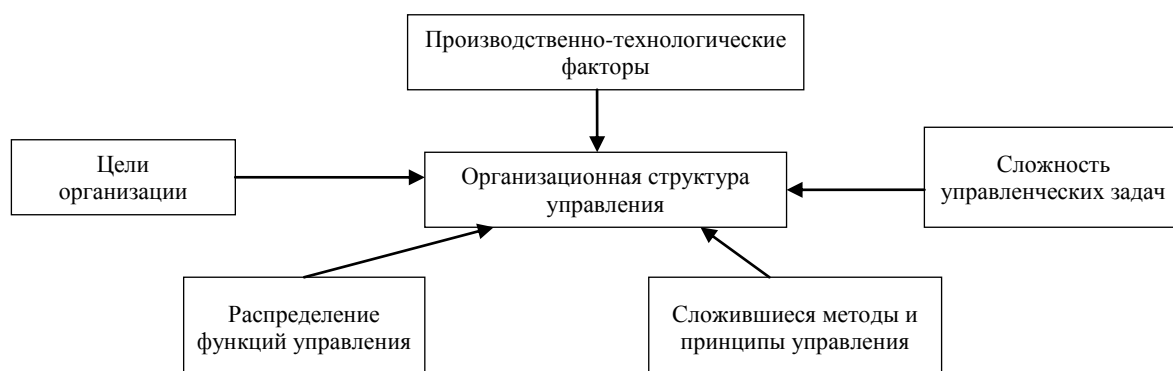 Производственно-технологические
факторы
Цели
организации
Организационная структура
управления
Сложность
управленческих задач
Распределение
функций управления
Сложившиеся методы и
принципы управления